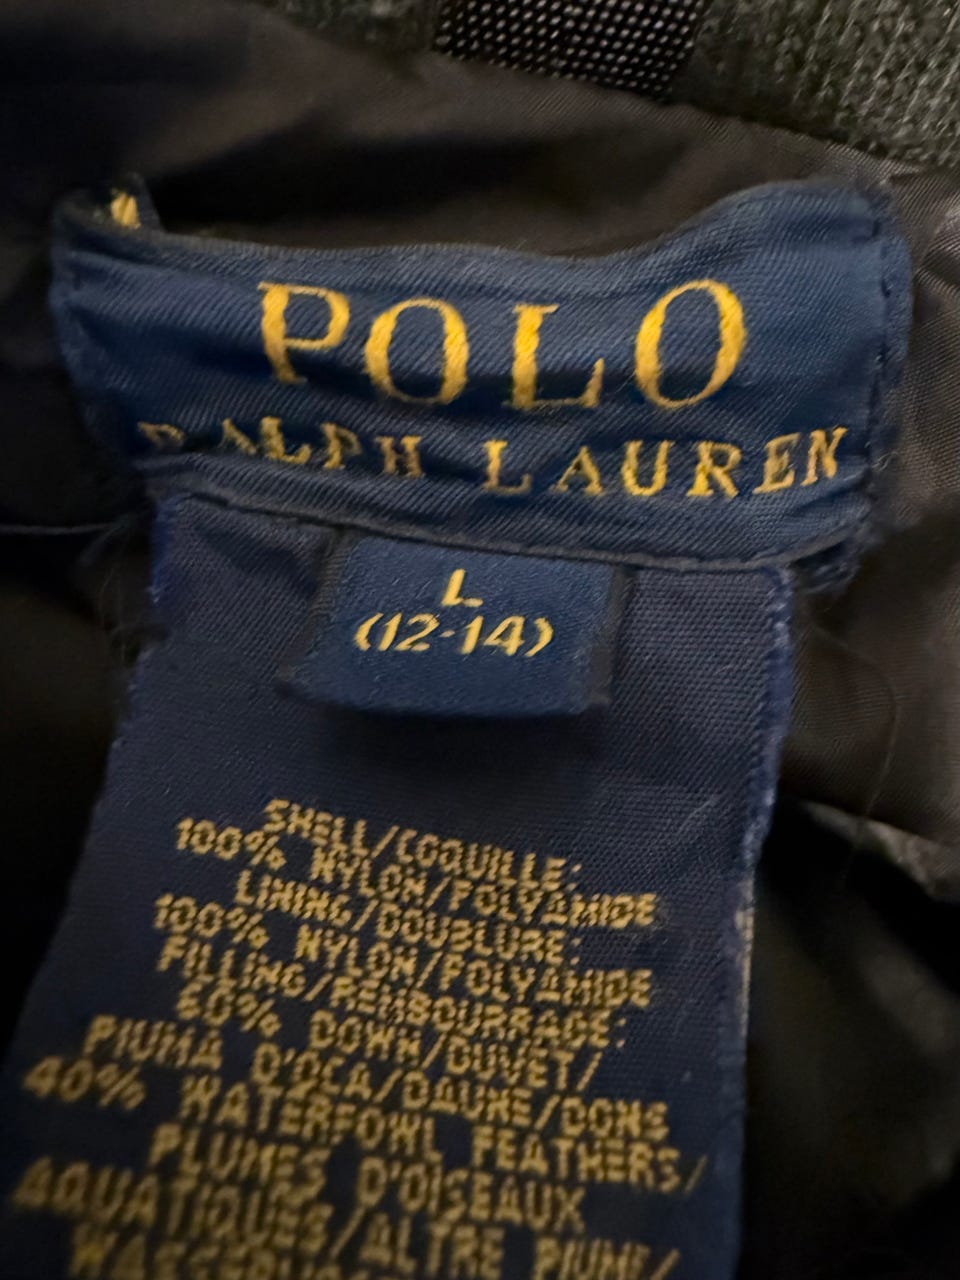 POLO
RALPH LAUREN
L
(12-14)
SHELL/COQUILLE:
100% NYLON/POLYAMIDE
LINING/DOUBLURE:
100% NYLON/POLYAMIDE
FILLING/REMBOURRAGE:
60% DOWN/DUVET/
PIUMA D'OCA/DAUNE/DONS
40% WATERFOWL FEATHERS/
PLUMES D'OISEAUX
AQUATIQUES/ALTRE PIUME/